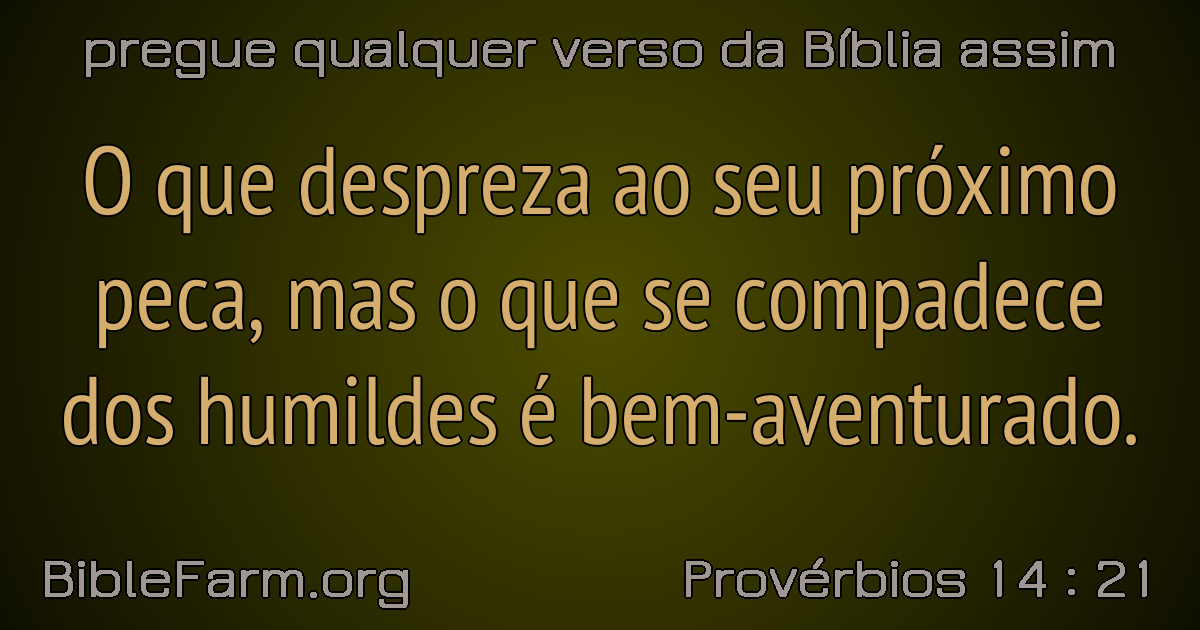 pregue qualquer verso da Bíblia assim
O que despreza ao seu próximo
peca, mas o que se compadece
dos humildes é bem-aventurado.
BibleFarm.org
Provérbios 14 : 21